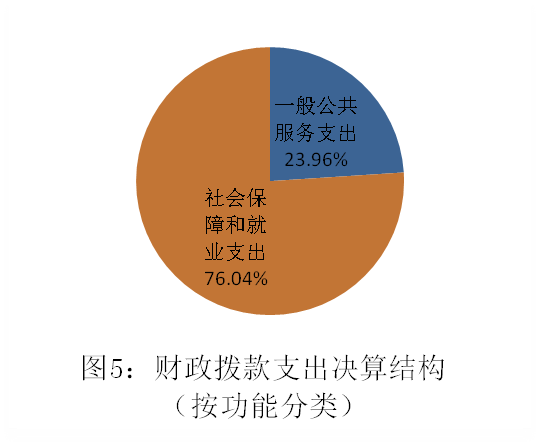 一般公共
服务支出
23.96%
社会保
障和就
业支出
76.04%
图5：财政拨款支出决算结构
（按功能分类）